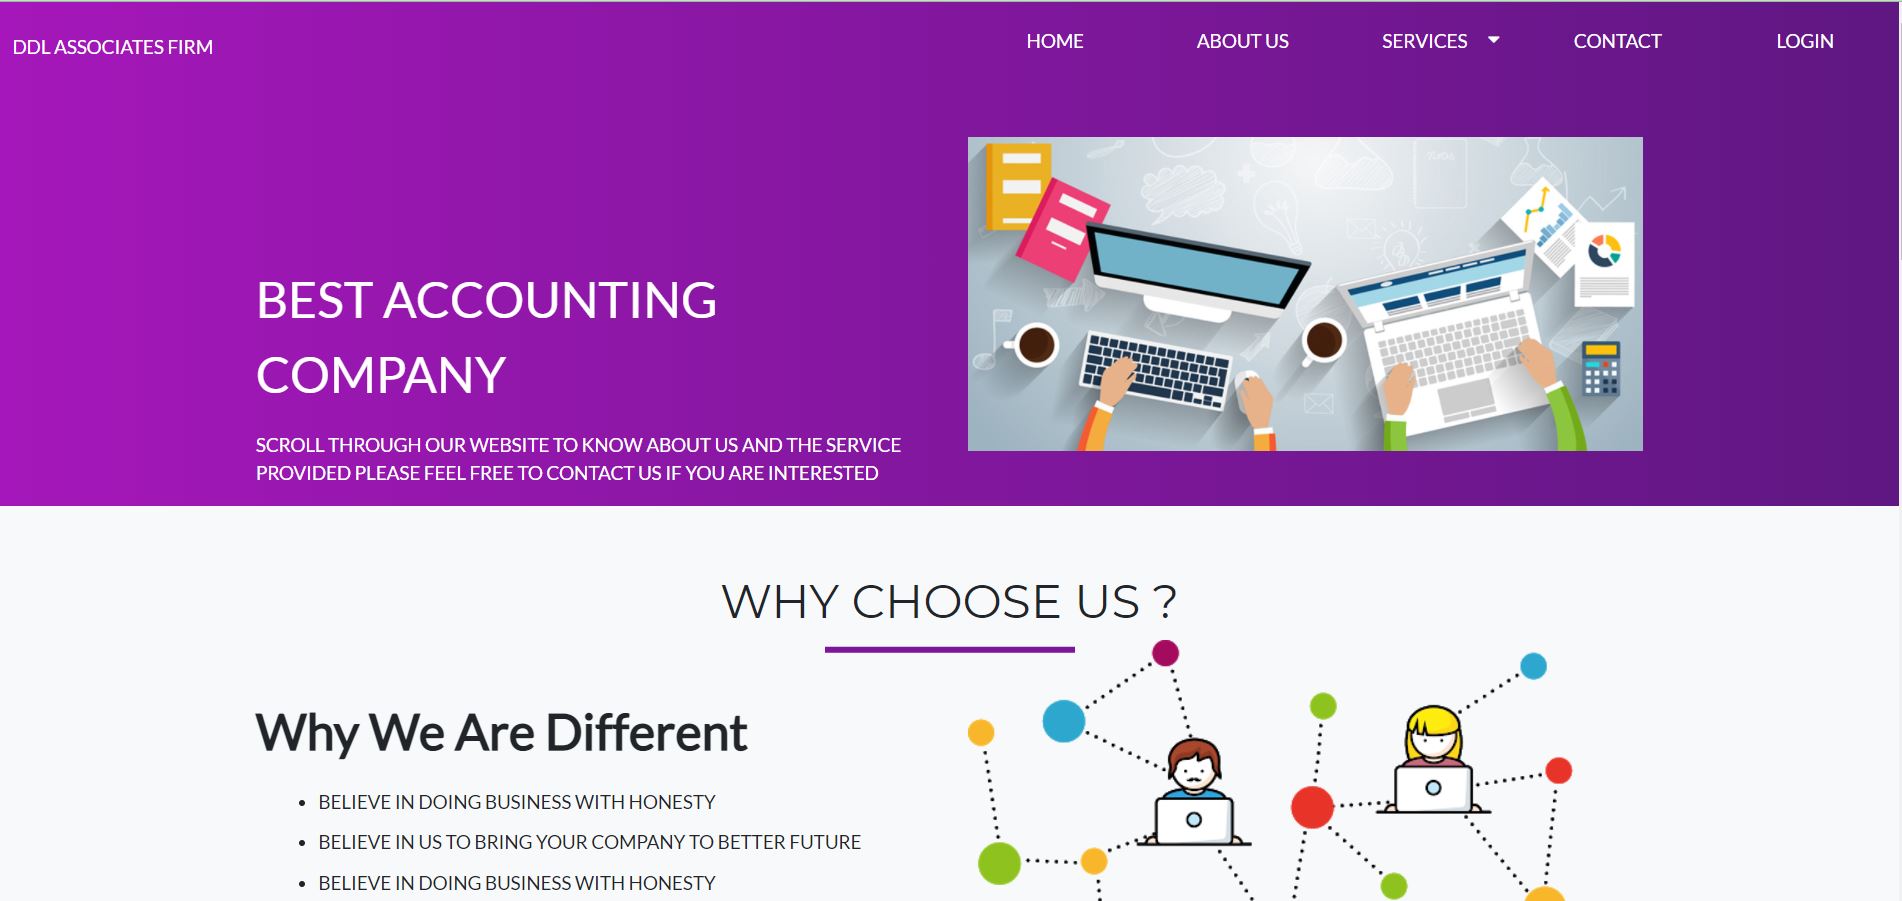 DDL ASSOCIATES FIRM
HOME
ABOUT US
SERVICES
CONTACT
LOGIN
BEST ACCOUNTING
COMPANY
SCROLL THROUGH OUR WEBSITE TO KNOW ABOUT US AND THE SERVICE
PROVIDED PLEASE FEEL FREE TO CONTACT US IF YOU ARE INTERESTED
WHY CHOOSE US ?
Why We Are Different
• BELIEVE IN DOING BUSINESS WITH HONESTY
• BELIEVE IN US TO BRING YOUR COMPANY TO BETTER FUTURE
• BELIEVE IN DOING BUSINESS WITH HONESTY